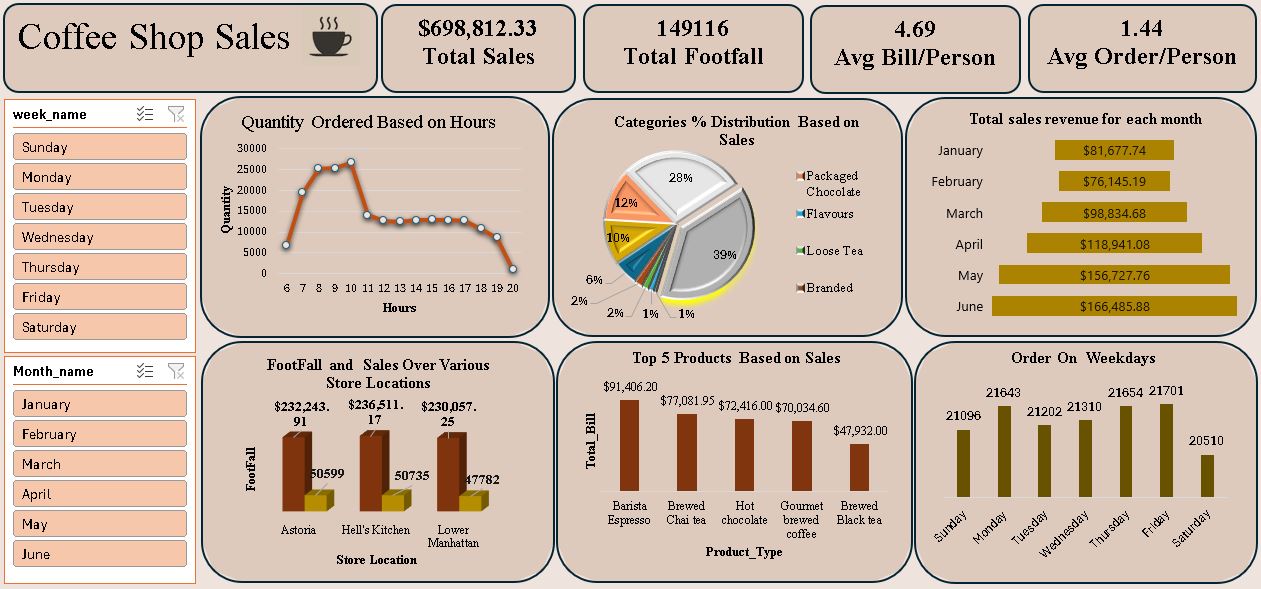 Coffee Shop Sales
$698,812.33
Total Sales
149116
Total Footfall
4.69
Avg Bill/Person
1.44
Avg Order/Person
week_name
Sunday
Monday
Tuesday
Wednesday
Thursday
Friday
Saturday
Month_name
January
February
March
April
May
June
Quantity Ordered Based on Hours
30000
25000
20000
15000
10000
5000
0
Quantity
6 7 8 9 10 11 12 13 14 15 16 17 18 19 20
Hours
Categories % Distribution Based on
Sales
28%
12%
10%
39%
6%
2%
2%
1%
1%
Packaged
Chocolate
Flavours
Loose Tea
Branded
Total sales revenue for each month
January $81,677.74
February $76,145.19
March $98,834.68
April $118,941.08
May $156,727.76
June $166,485.88
FootFall and Sales Over Various
Store Locations
$232,243.
91
$236,511.
17
$230,057.
25
50599
50735
47782
FootFall
Astoria
Hell's Kitchen
Lower
Manhattan
Store Location
Top 5 Products Based on Sales
$91,406.20
$77,081.95
$72,416.00
$70,034.60
$47,932.00
Total_Bill
Barista
Espresso
Brewed
Chai tea
Hot
chocolate
Gourmet
brewed
coffee
Brewed
Black tea
Product_Type
Order On Weekdays
21096
21643
21202
21310
21654
21701
20510
Sunday
Monday
Tuesday
Wednesday
Thursday
Friday
Saturday